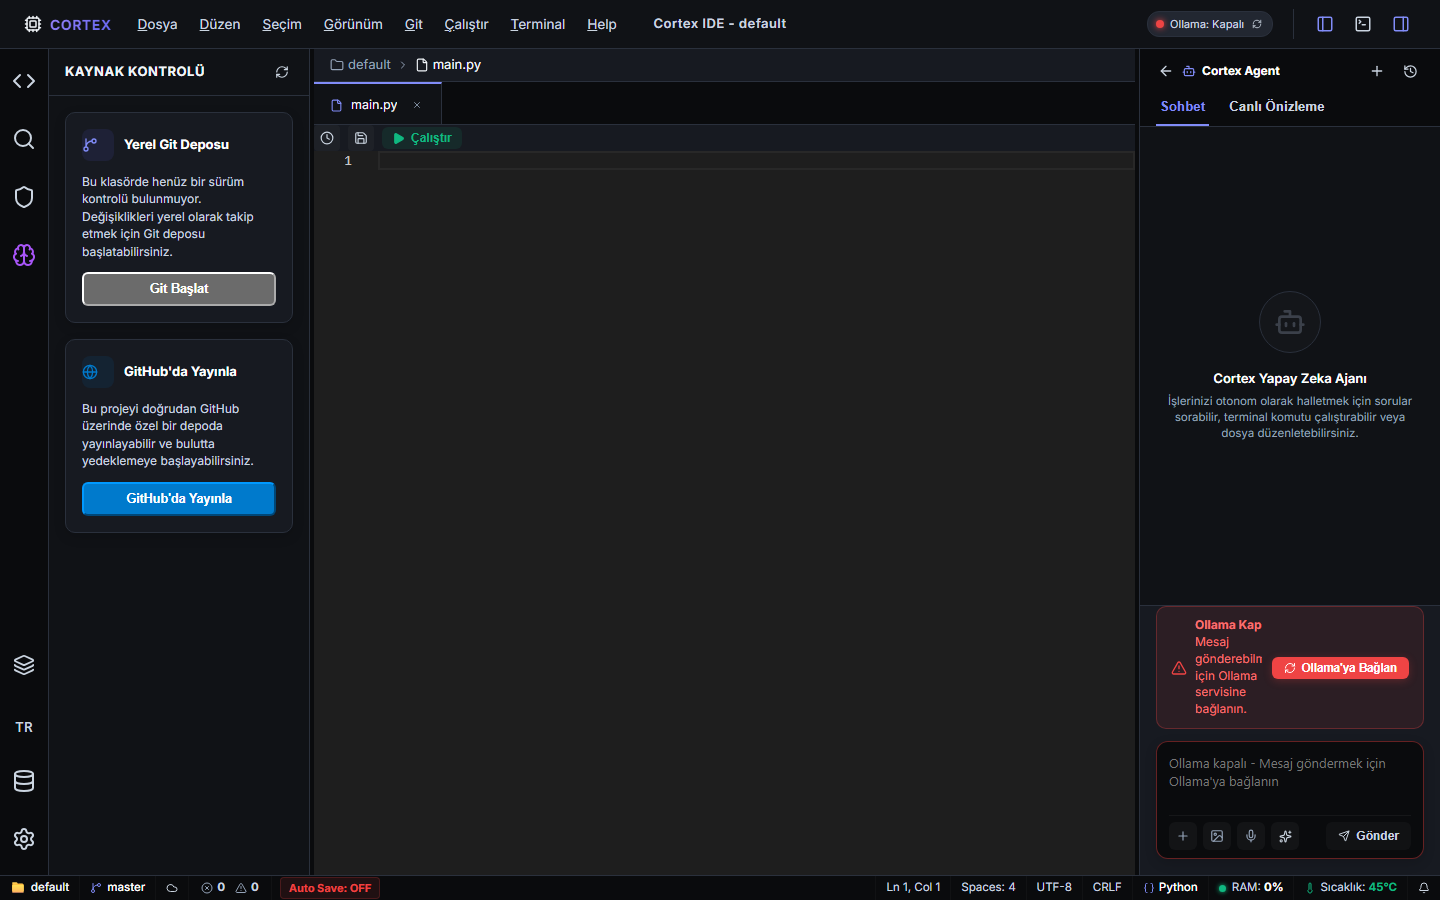 CORTEX Dosya Düzen Seçim Görünüm Git Çalıştır Terminal Help Cortex IDE - default Ollama: Kapalı
KAYNAK KONTROLÜ
Yerel Git Deposu
Bu klasörde henüz bir sürüm
kontrolü bulunmuyor.
Değişiklikleri yerel olarak takip
etmek için Git deposu
başlatabilirsiniz.
Git Başlat
GitHub'da Yayınla
Bu projeyi doğrudan GitHub
üzerinde özel bir depoda
yayınlayabilir ve bulutta
yedeklemeye başlayabilirsiniz.
GitHub'da Yayınla
TR
default > main.py
main.py ×
Çalıştır
1
Cortex Agent
Sohbet Canlı Önizleme
Cortex Yapay Zeka Ajanı
İşlerinizi otonom olarak halletmek için sorular
sorabilir, terminal komutu çalıştırabilir veya
dosya düzenletebilirsiniz.
Ollama Kap
Mesaj
gönderebilm
için Ollama
servisine
bağlanın.
Ollama'ya Bağlan
Ollama kapalı - Mesaj göndermek için
Ollama'ya bağlanın
Gönder
default master 0 0 Auto Save: OFF Ln 1, Col 1 Spaces: 4 UTF-8 CRLF Python RAM: 0% Sıcaklık: 45°C